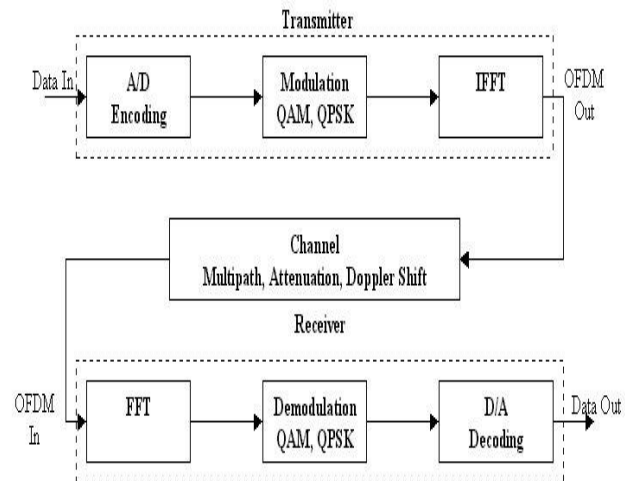 Transmitter
Data In
A/D
Encoding
Modulation
QAM, QPSK
IFFT
OFDM
Out
Channel
Multipath, Attenuation, Doppler Shift
Receiver
OFDM
In
FFT
Demodulation
QAM, QPSK
D/A
Decoding
Data Out